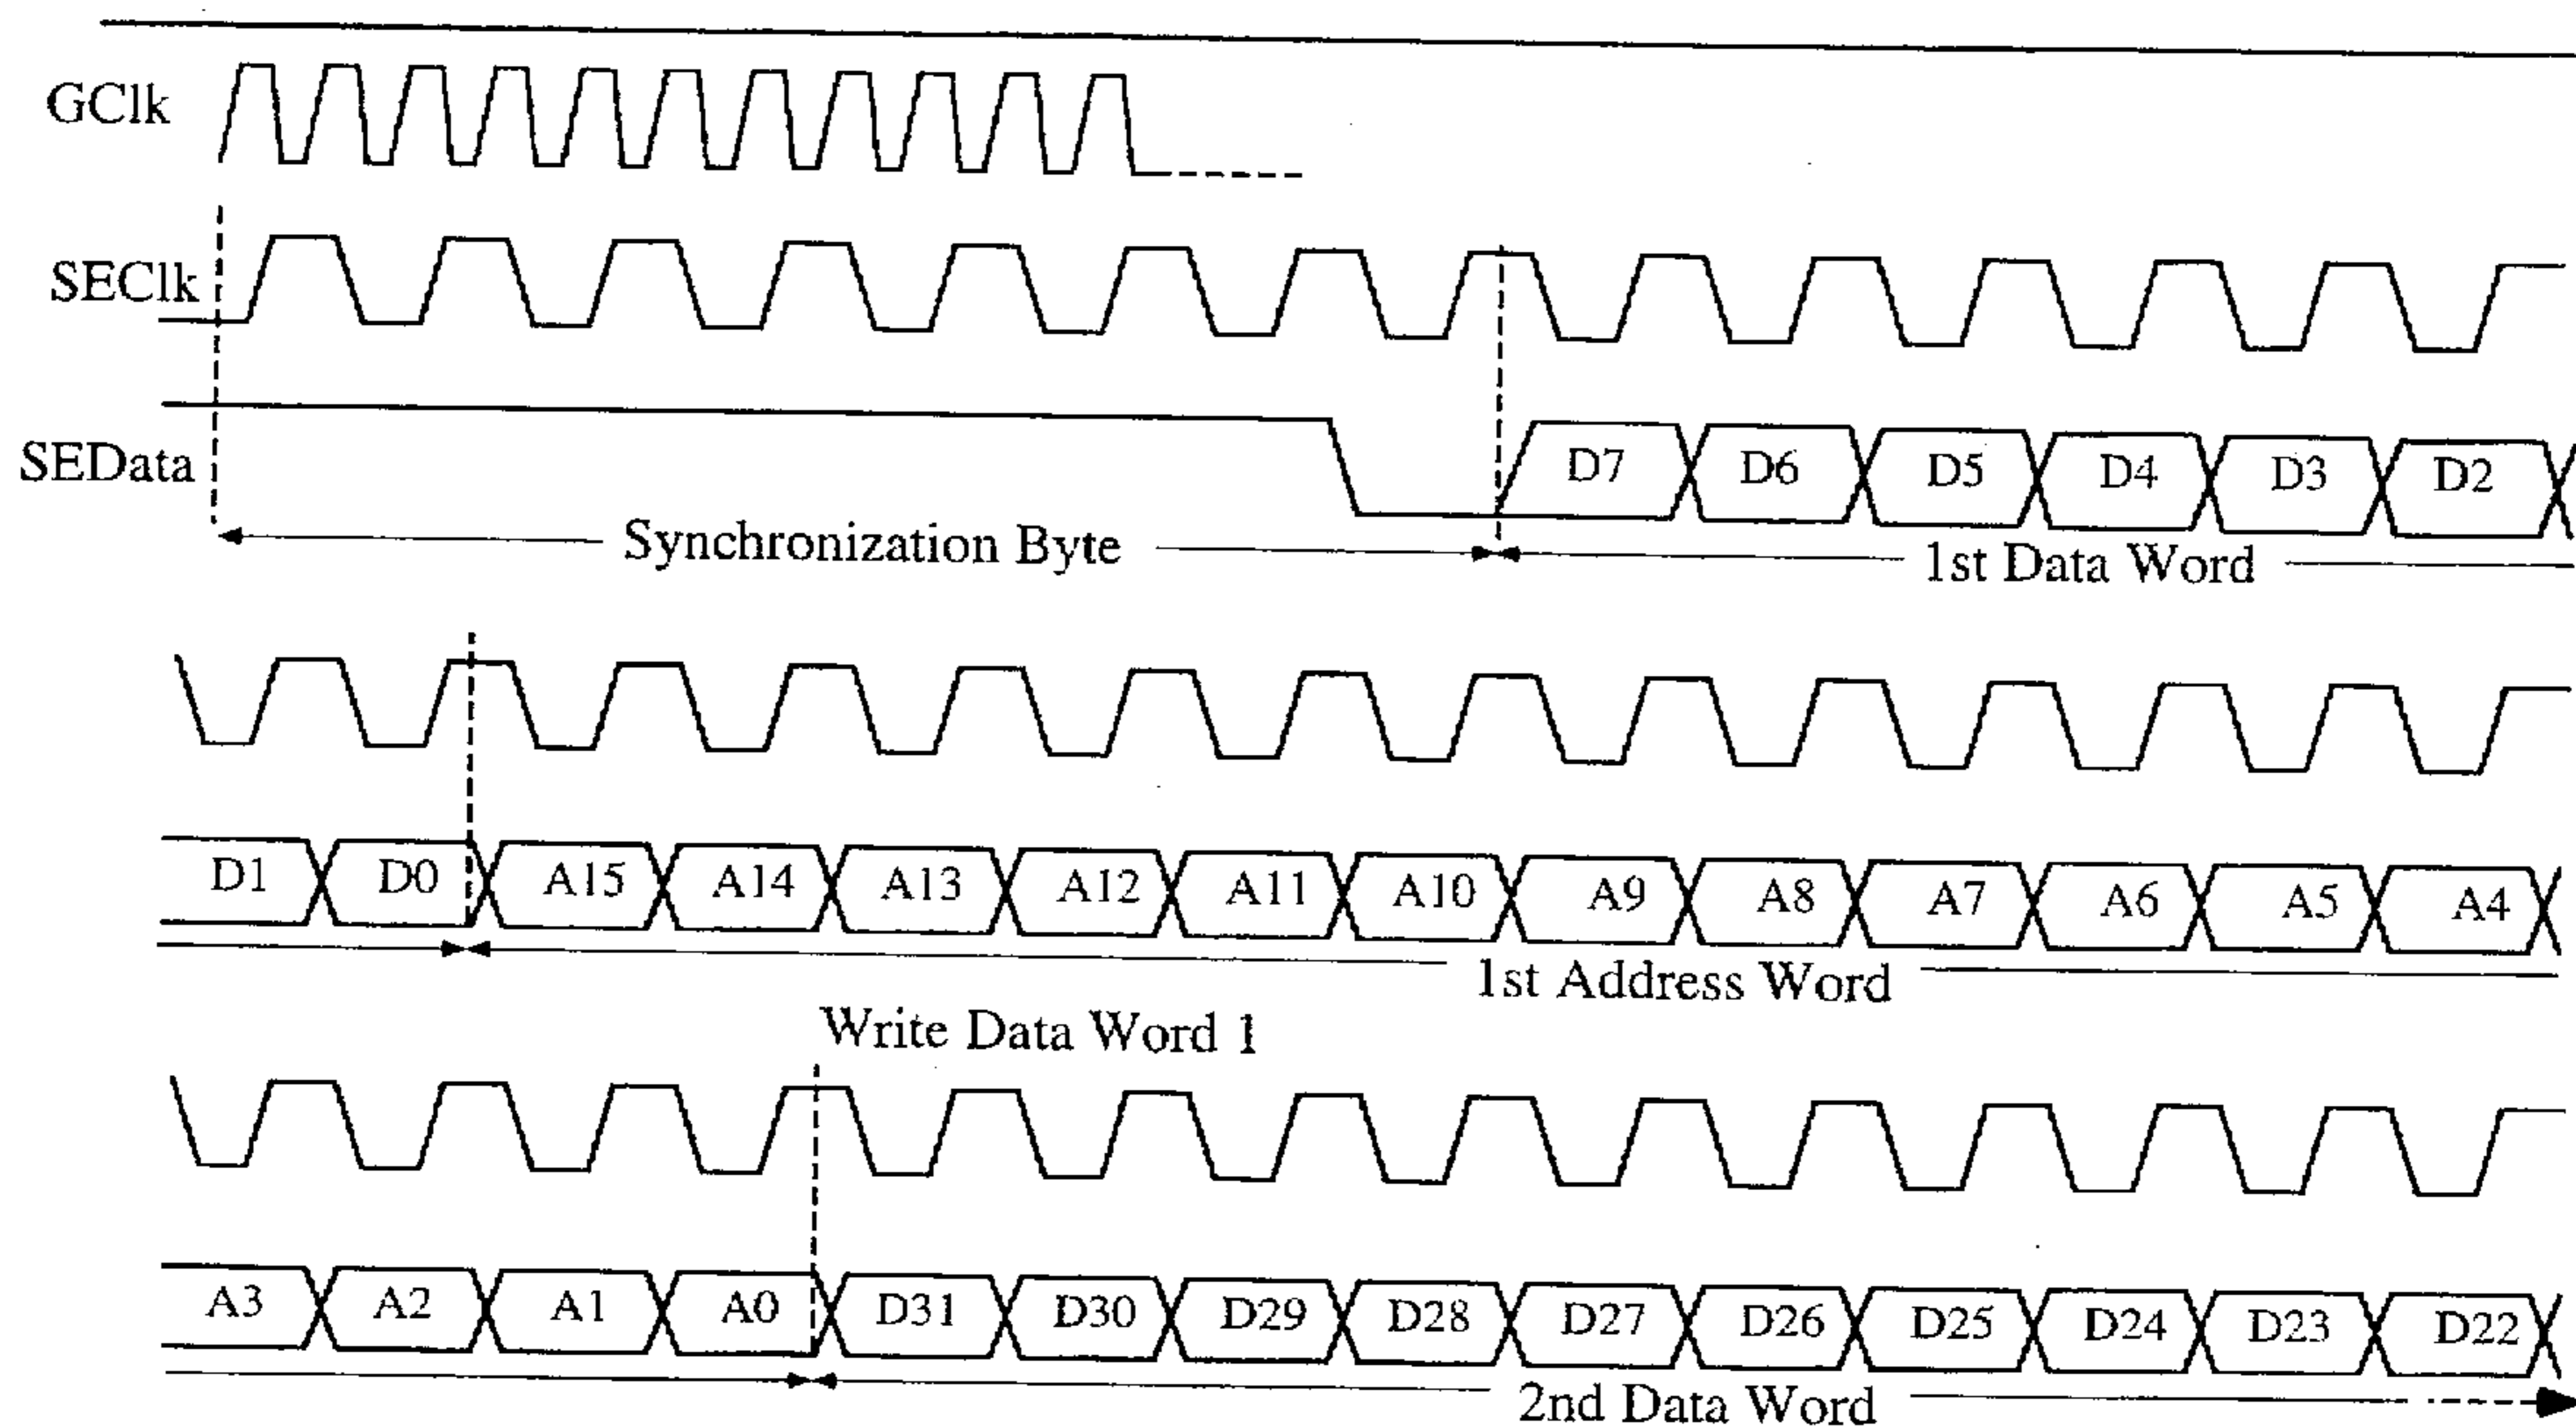 GClk
SEClk
SEData
D7 D6 D5 D4 D3 D2
Synchronization Byte
1st Data Word
D1 D0 A15 A14 A13 A12 A11 A10 A9 A8 A7 A6 A5 A4
1st Address Word
Write Data Word 1
A3 A2 A1 A0 D31 D30 D29 D28 D27 D26 D25 D24 D23 D22
2nd Data Word